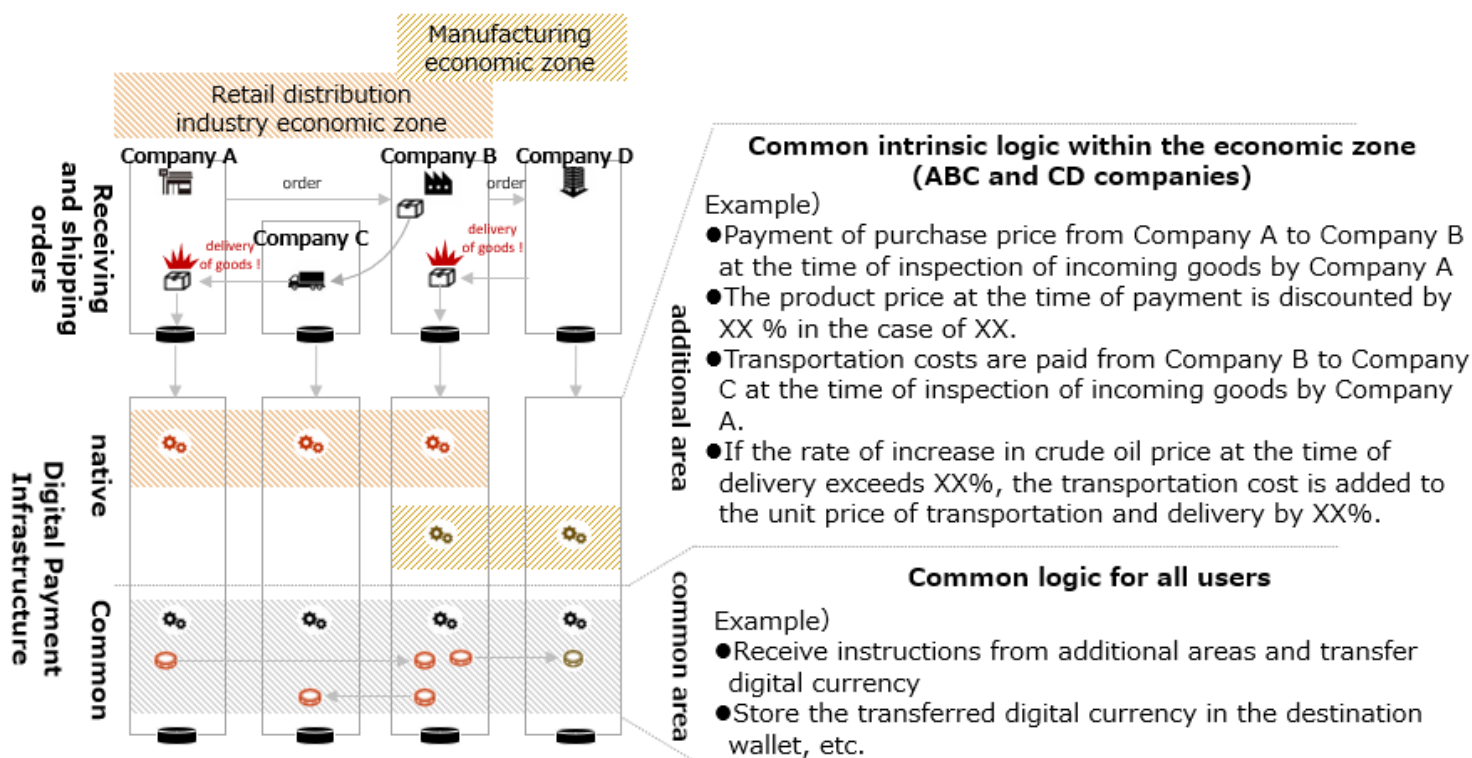 Manufacturing
economic zone
Retail distribution
industry economic zone
Company A
Company B
Company D
order
order
Company C
delivery
of goods !
delivery
of goods !
Receiving
and shipping
orders
native
Digital Payment
Infrastructure
Common
additional area
Common intrinsic logic within the economic zone
(ABC and CD companies)
Example)
●Payment of purchase price from Company A to Company B
at the time of inspection of incoming goods by Company A
●The product price at the time of payment is discounted by
XX % in the case of XX.
●Transportation costs are paid from Company B to Company
C at the time of inspection of incoming goods by Company
A.
●If the rate of increase in crude oil price at the time of
delivery exceeds XX%, the transportation cost is added to
the unit price of transportation and delivery by XX%.
common area
Common logic for all users
Example)
●Receive instructions from additional areas and transfer
digital currency
●Store the transferred digital currency in the destination
wallet, etc.